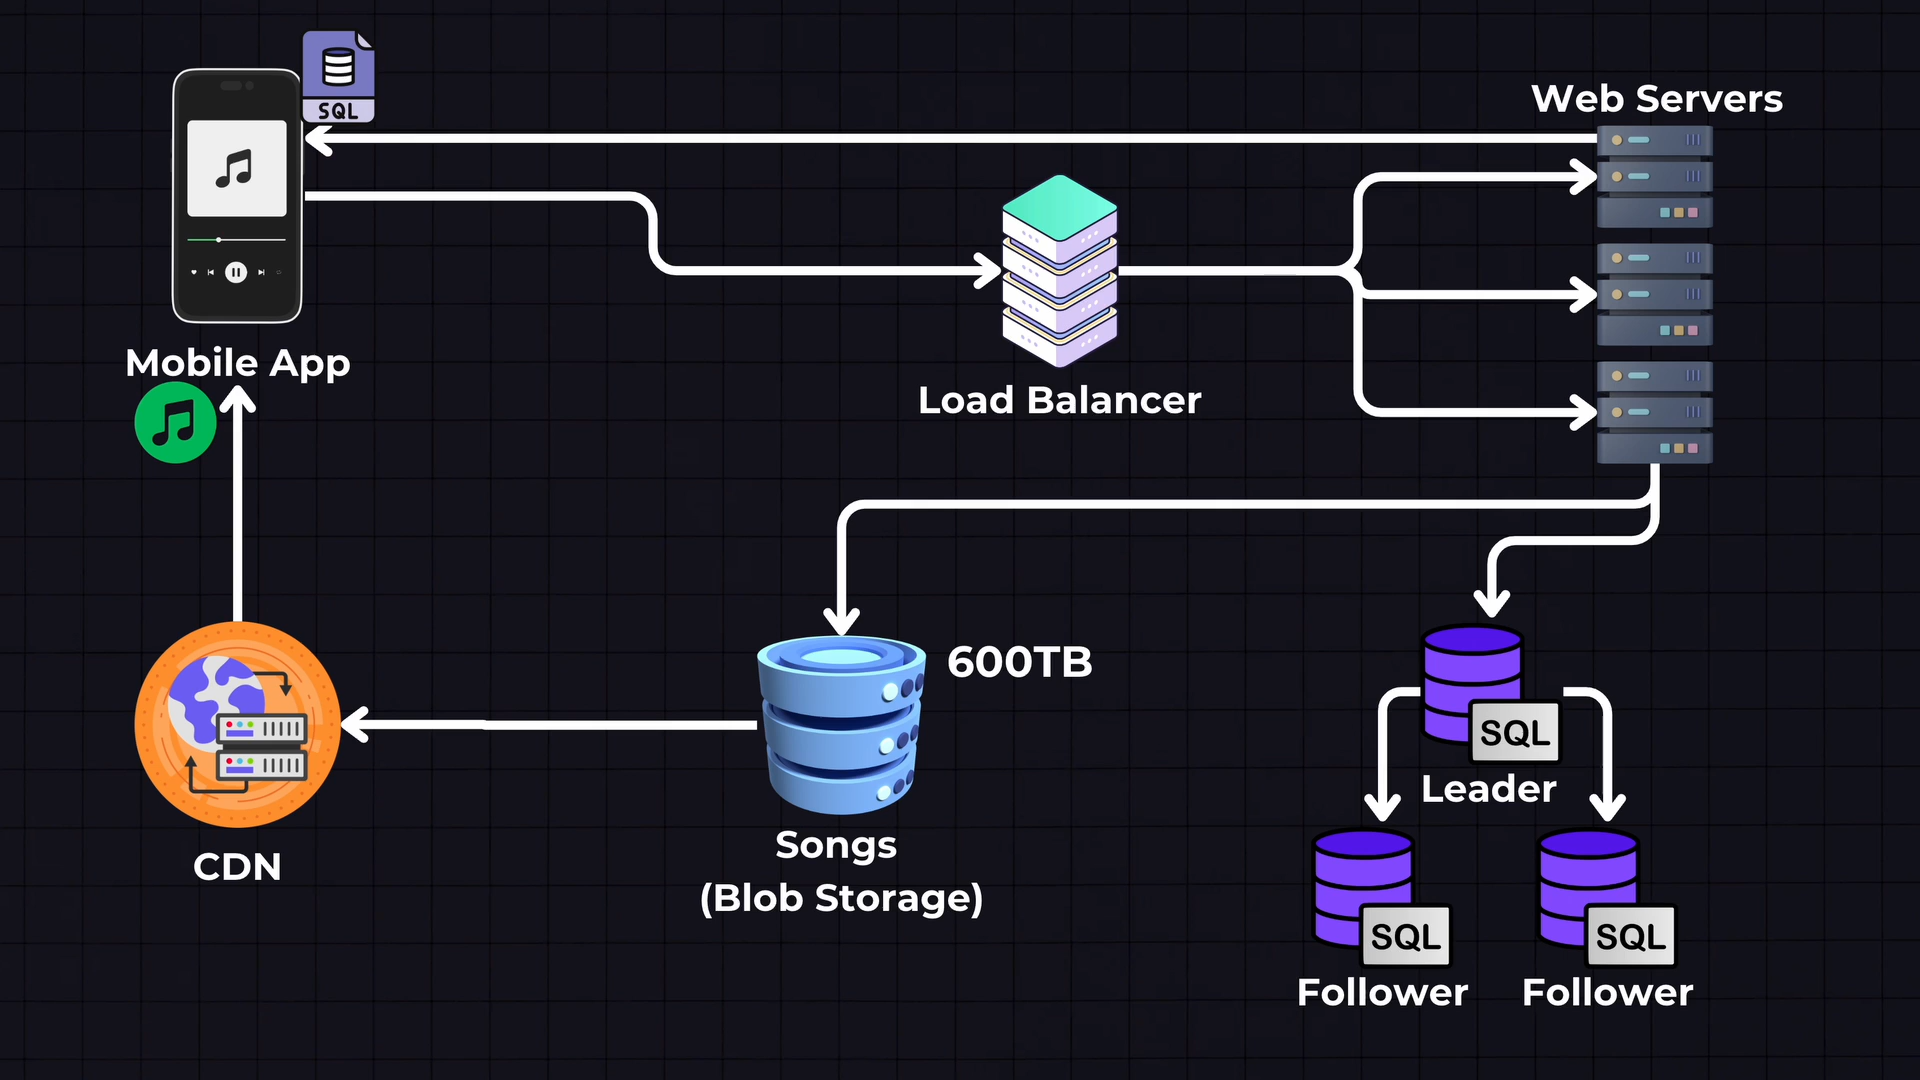 SQL
Web Servers
Mobile App
Load Balancer
600TB
SQL
Leader
Songs
(Blob Storage)
CDN
SQL
SQL
Follower
Follower